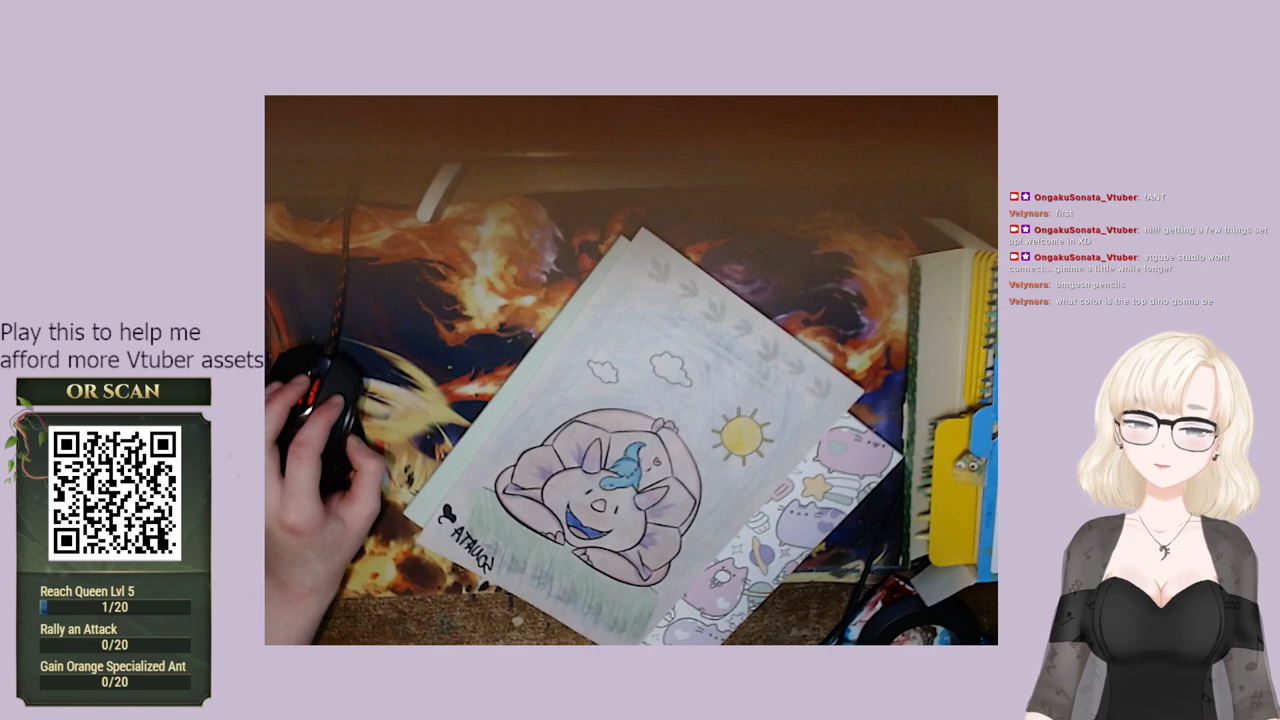 Play this to help me
afford more Vtuber assets
OR SCAN
Reach Queen Lvl 5
1/20
Rally an Attack
0/20
Gain Orange Specialized Ant
0/20
OngakuSonata_Vtuber: !ANT
Velynara: first
OngakuSonata_Vtuber: hi!!! getting a few things set
up! welcome in XD
OngakuSonata_Vtuber: vtgube studio wont
connect... gimme a little while longer
Velynara: omgosh pencils
Velynara: what color is the top dino gonna be